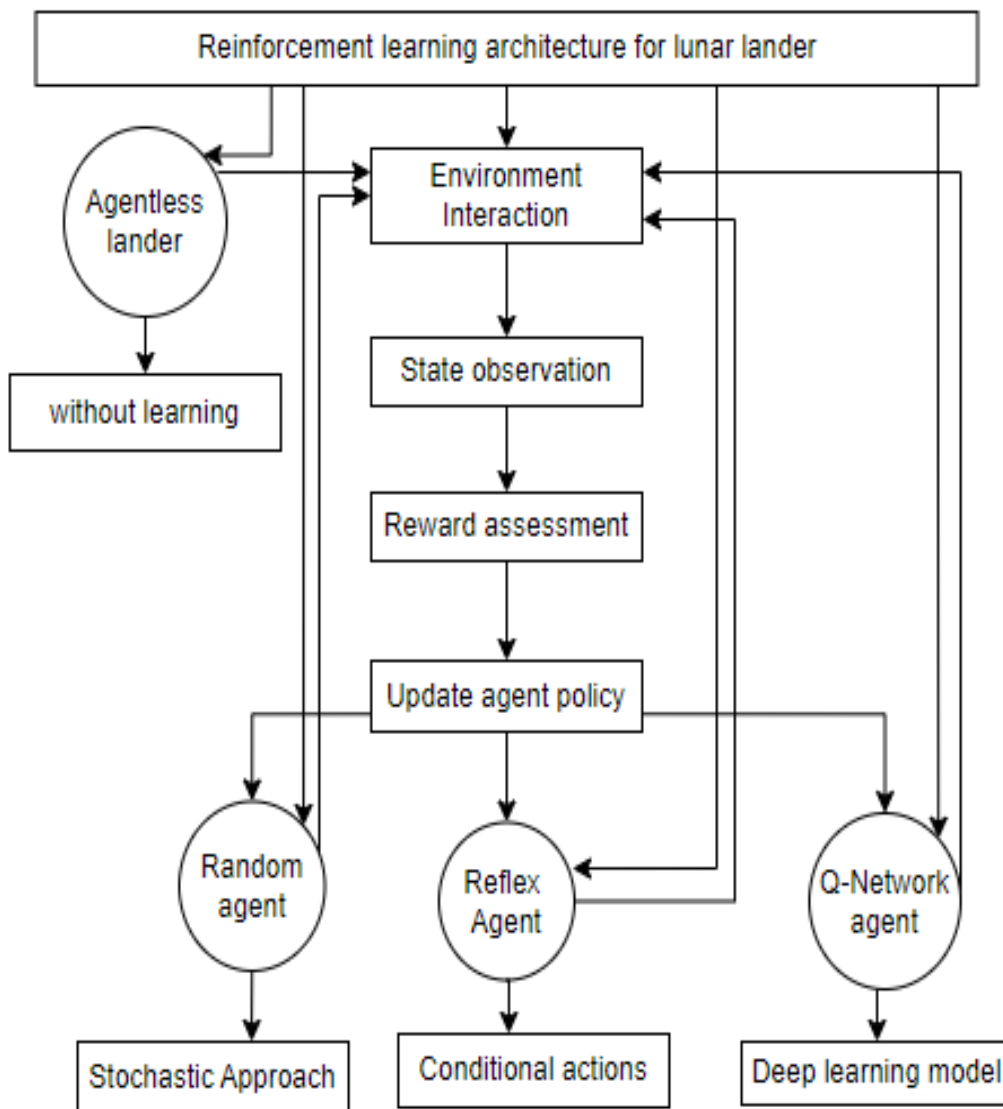 Reinforcement learning architecture for lunar lander
Agentless
lander
Environment
Interaction
State observation
without learning
Reward assessment
Update agent policy
Random
agent
Reflex
Agent
Q-Network
agent
Stochastic Approach
Conditional actions
Deep learning model